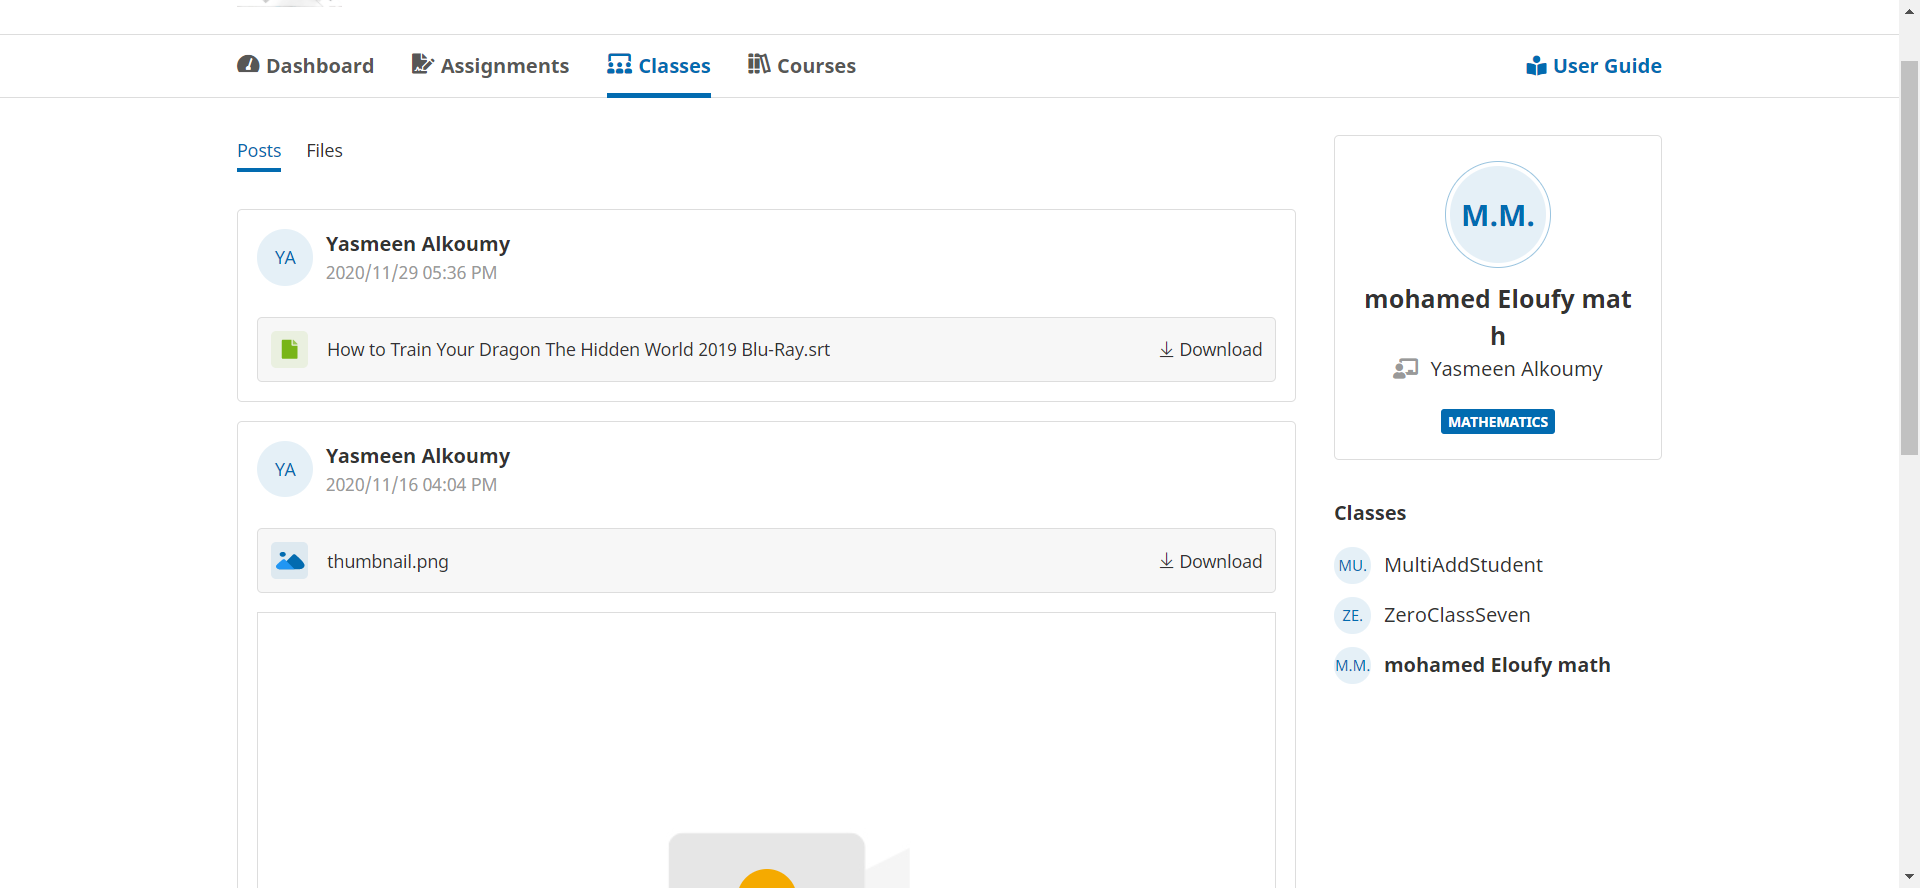 Dashboard
Assignments
Classes
Courses
User Guide
Posts
Files
YA
Yasmeen Alkoumy
2020/11/29 05:36 PM
How to Train Your Dragon The Hidden World 2019 Blu-Ray.srt
Download
YA
Yasmeen Alkoumy
2020/11/16 04:04 PM
thumbnail.png
Download
M.M.
mohamed Eloufy mat
h
Yasmeen Alkoumy
MATHEMATICS
Classes
MU. MultiAddStudent
ZE. ZeroClassSeven
M.M. mohamed Eloufy math